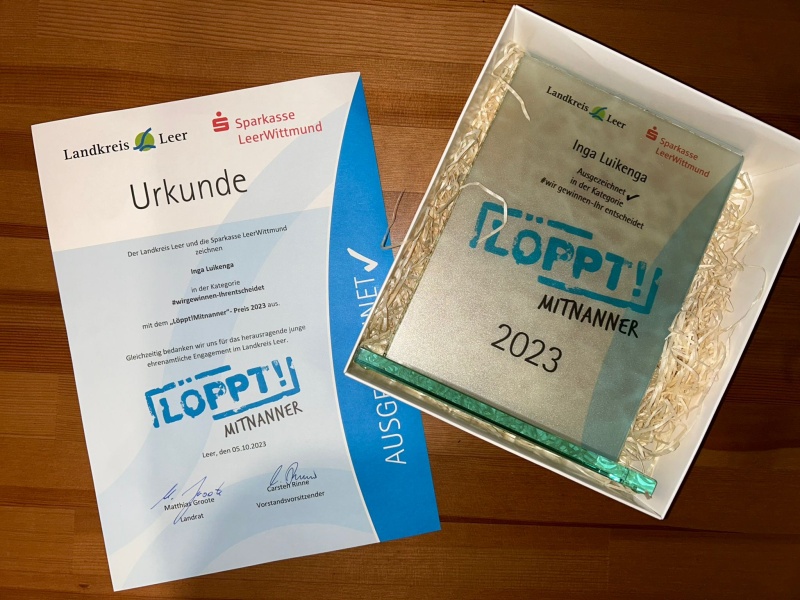 Landkreis Leer
Sparkasse
LeerWittmund
Urkunde
Der Landkreis Leer und die Sparkasse LeerWittmund
zeichnen
Inga Luikenga
in der Kategorie
#wirgewinnen-Ihrentscheidet
mit dem „Löppt!Mitnanner“- Preis 2023 aus.
Gleichzeitig bedanken wir uns für das herausragende junge
ehrenamtliche Engagement im Landkreis Leer.
LÖPPT!
MITNANNER
Leer, den 05.10.2023
Matthias Groote
Landrat
Carsten Rinne
Vorstandsvorsitzender
Landkreis Leer
Sparkasse
LeerWittmund
Inga Luikenga
Ausgezeichnet
in der Kategorie
#wir gewinnen-Ihr entscheidet
LÖPPT!
MITNANNER
2023